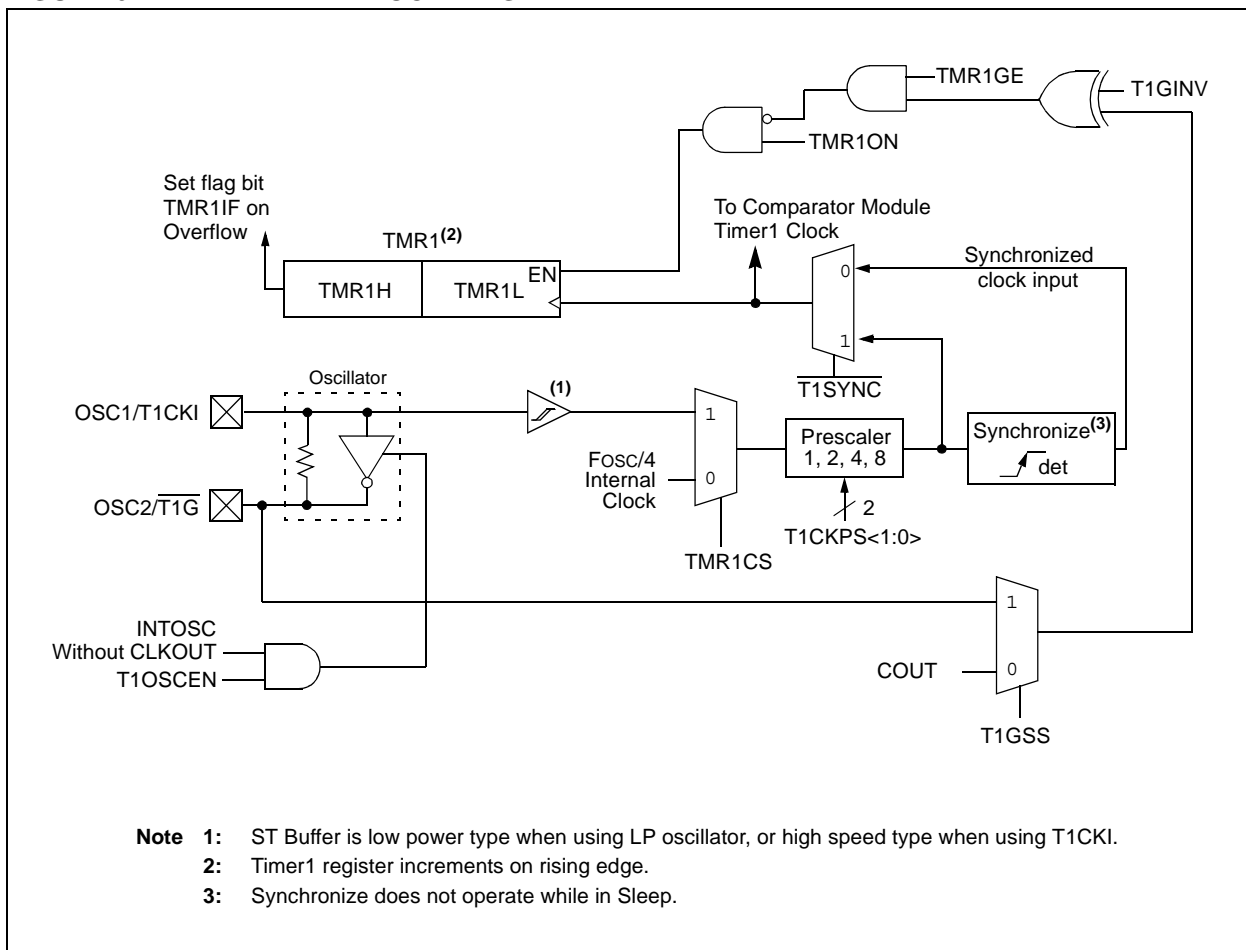 TMR1GE
T1GINV
TMR1ON
Set flag bit
TMR1IF on
Overflow
To Comparator Module
Timer1 Clock
TMR1(2)
EN
TMR1H
TMR1L
0
Synchronized
clock input
1
T1SYNC
Oscillator
(1)
OSC1/T1CKI
1
Prescaler
1, 2, 4, 8
Synchronize(3)
det
FOSC/4
Internal
Clock
0
OSC2/T1G
2
T1CKPS<1:0>
TMR1CS
1
INTOSC
Without CLKOUT
T1OSCEN
COUT
0
T1GSS
Note 1: ST Buffer is low power type when using LP oscillator, or high speed type when using T1CKI.
2: Timer1 register increments on rising edge.
3: Synchronize does not operate while in Sleep.